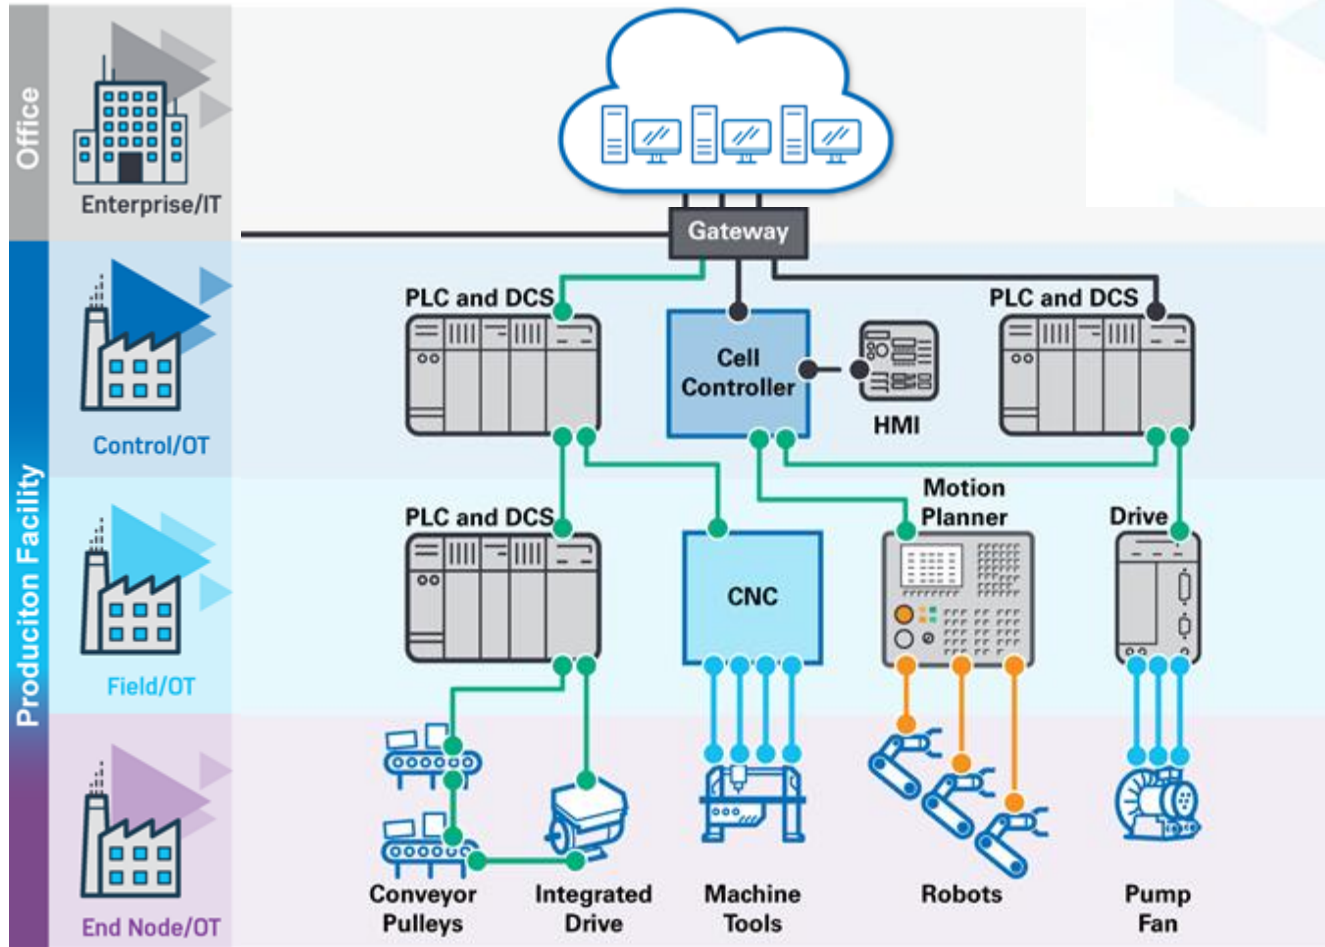 Office
Enterprise/IT
Gateway
Produciton Facility
Control/OT
PLC and DCS
Cell
Controller
HMI
PLC and DCS
Field/OT
PLC and DCS
CNC
Motion
Planner
Drive
End Node/OT
Conveyor
Pulleys
Integrated
Drive
Machine
Tools
Robots
Pump
Fan